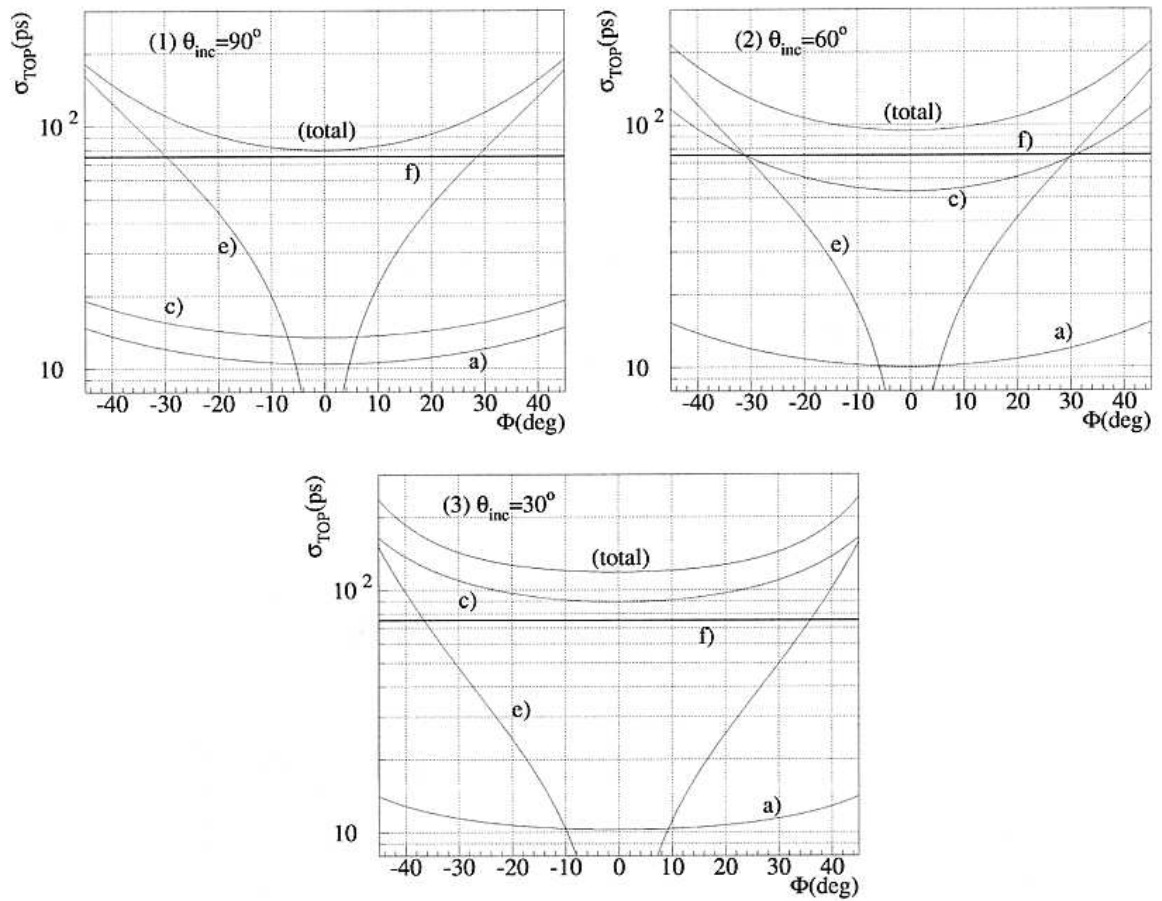 (1) θinc=90°
σTOP(ps)
10²
10
(total)
f)
e)
c)
a)
-40 -30 -20 -10 0 10 20 30 40
Φ(deg)
(2) θinc=60°
σTOP(ps)
10²
10
(total)
f)
c)
e)
a)
-40 -30 -20 -10 0 10 20 30 40
Φ(deg)
(3) θinc=30°
σTOP(ps)
10²
10
(total)
c)
f)
e)
a)
-40 -30 -20 -10 0 10 20 30 40
Φ(deg)